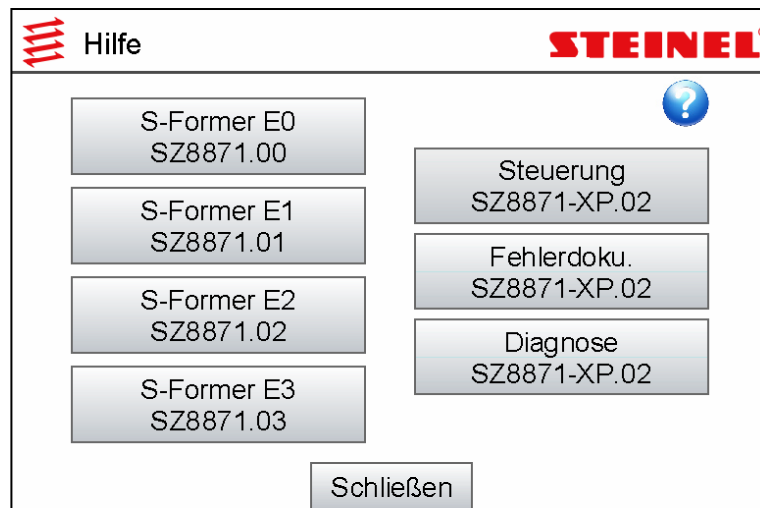 Hilfe
STEINEL
?
S-Former E0
SZ8871.00
S-Former E1
SZ8871.01
S-Former E2
SZ8871.02
S-Former E3
SZ8871.03
Steuerung
SZ8871-XP.02
Fehlerdoku.
SZ8871-XP.02
Diagnose
SZ8871-XP.02
Schließen